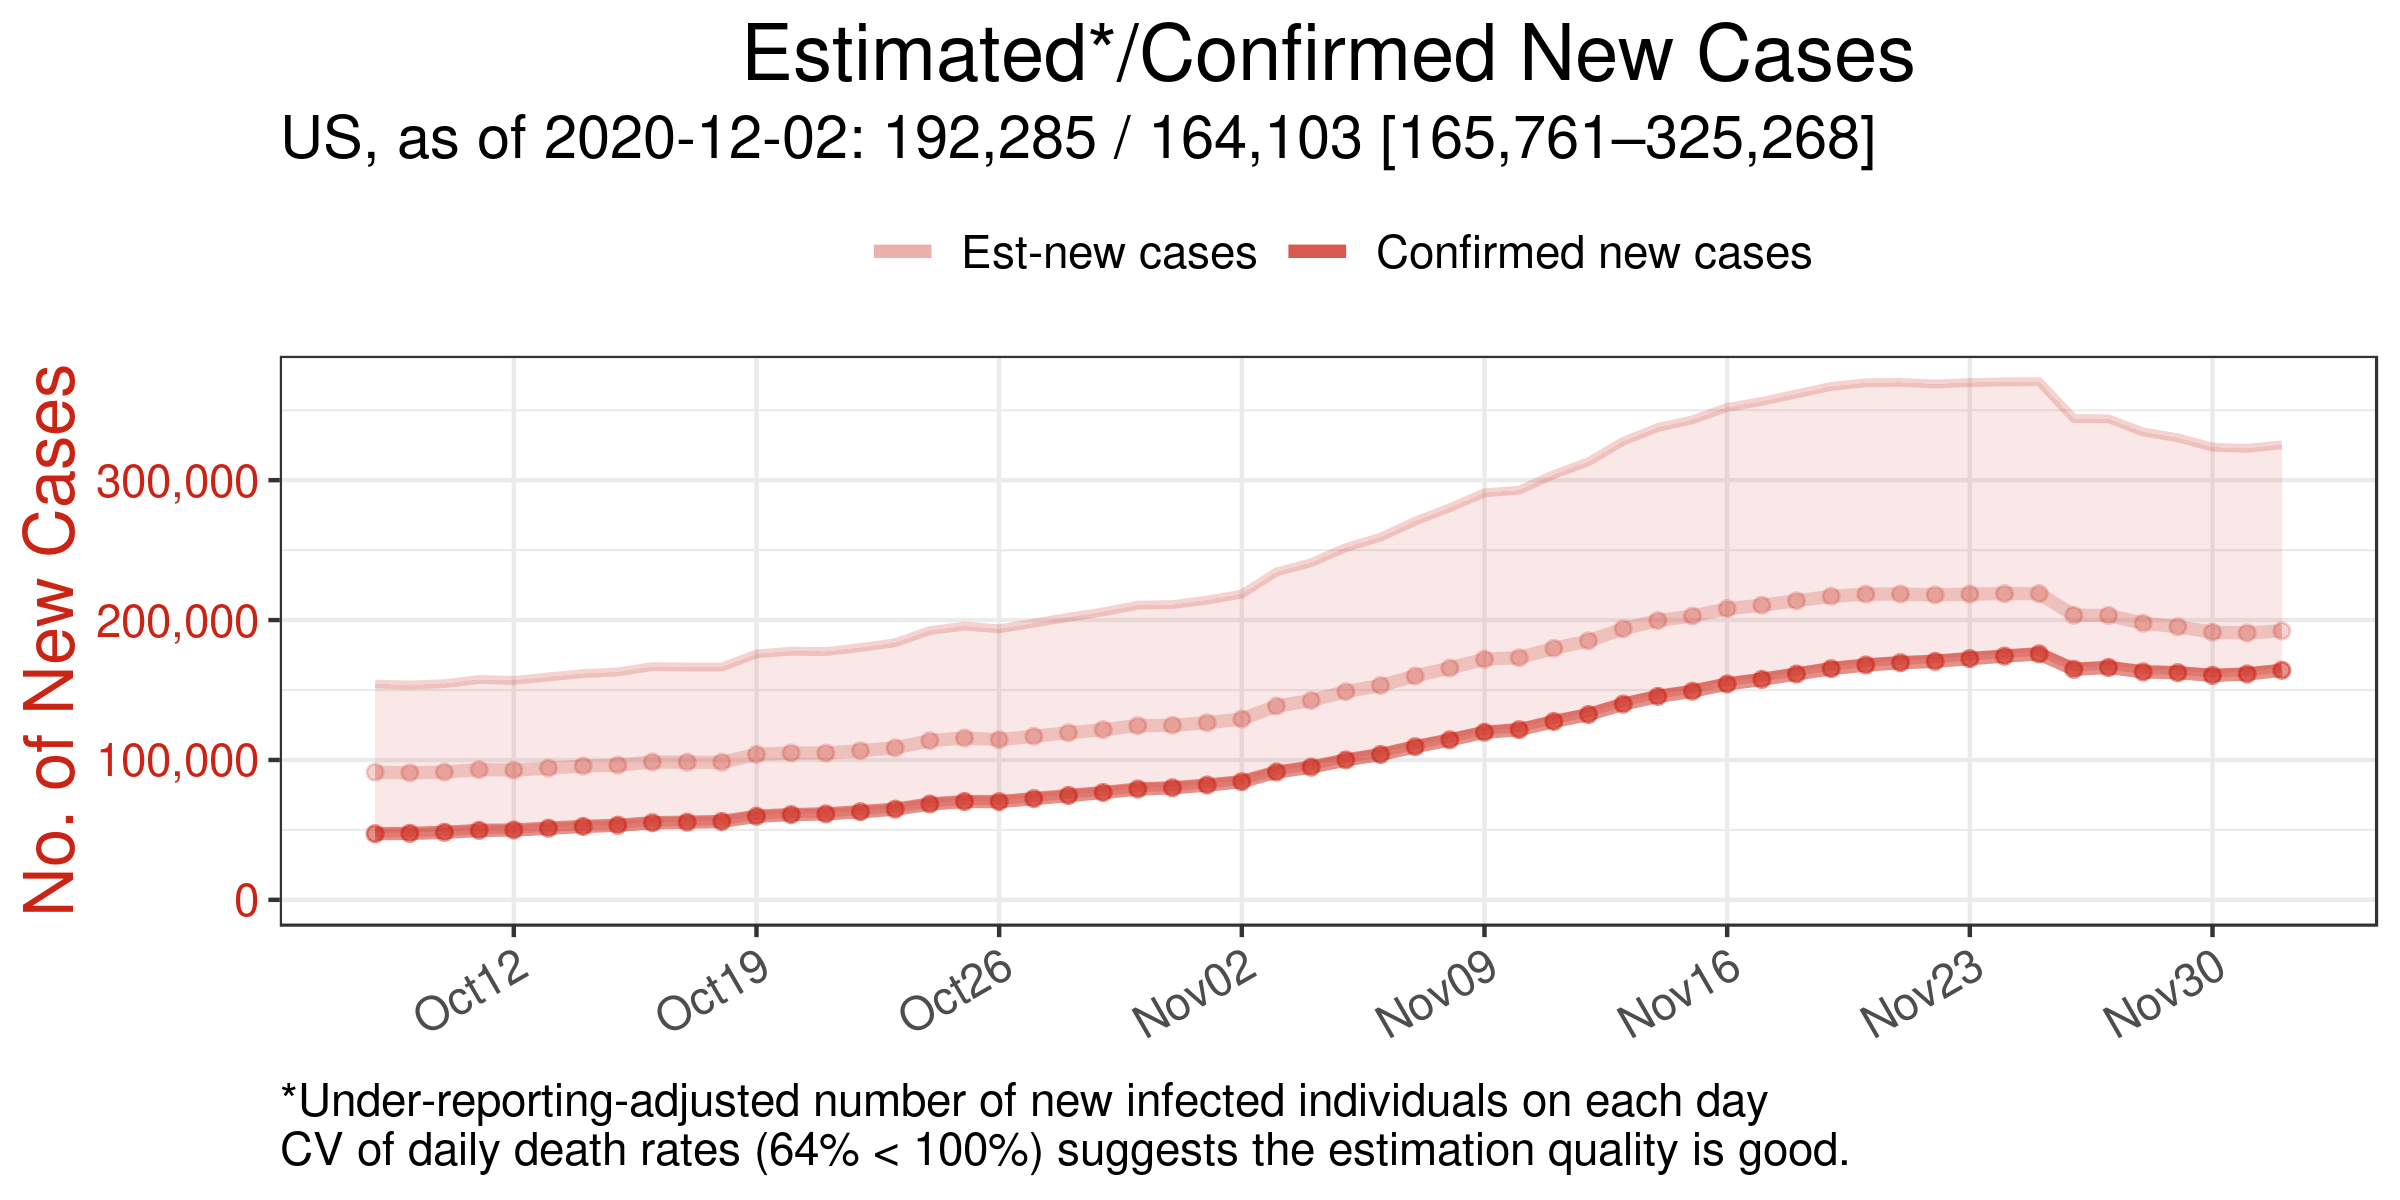 Estimated*/Confirmed New Cases
US, as of 2020-12-02: 192,285 / 164,103 [165,761–325,268]
Est-new cases
Confirmed new cases
No. of New Cases
300,000
200,000
100,000
0
Oct12
Oct19
Oct26
Nov02
Nov09
Nov16
Nov23
Nov30
*Under-reporting-adjusted number of new infected individuals on each day
CV of daily death rates (64% < 100%) suggests the estimation quality is good.